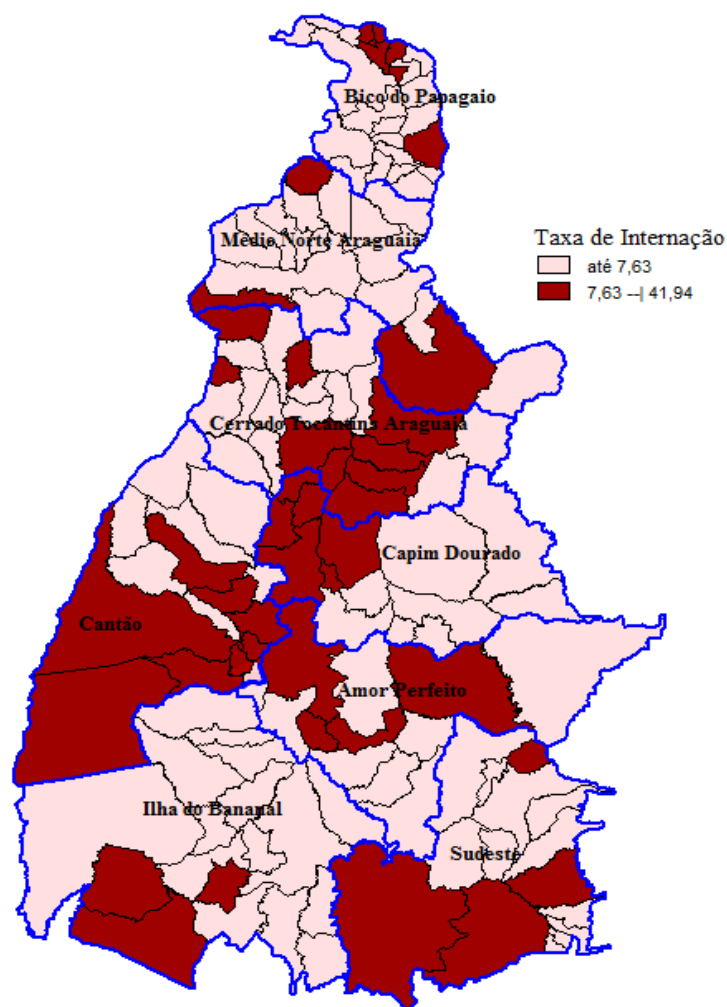 Bico do Papagaio
Médio Norte Araguaia
Taxa de Internação
até 7,63
7,63 --| 41,94
Cerrado Tocantina Araguaia
Capim Dourado
Cantão
Amor Perfeito
Ilha do Bananal
Sudeste